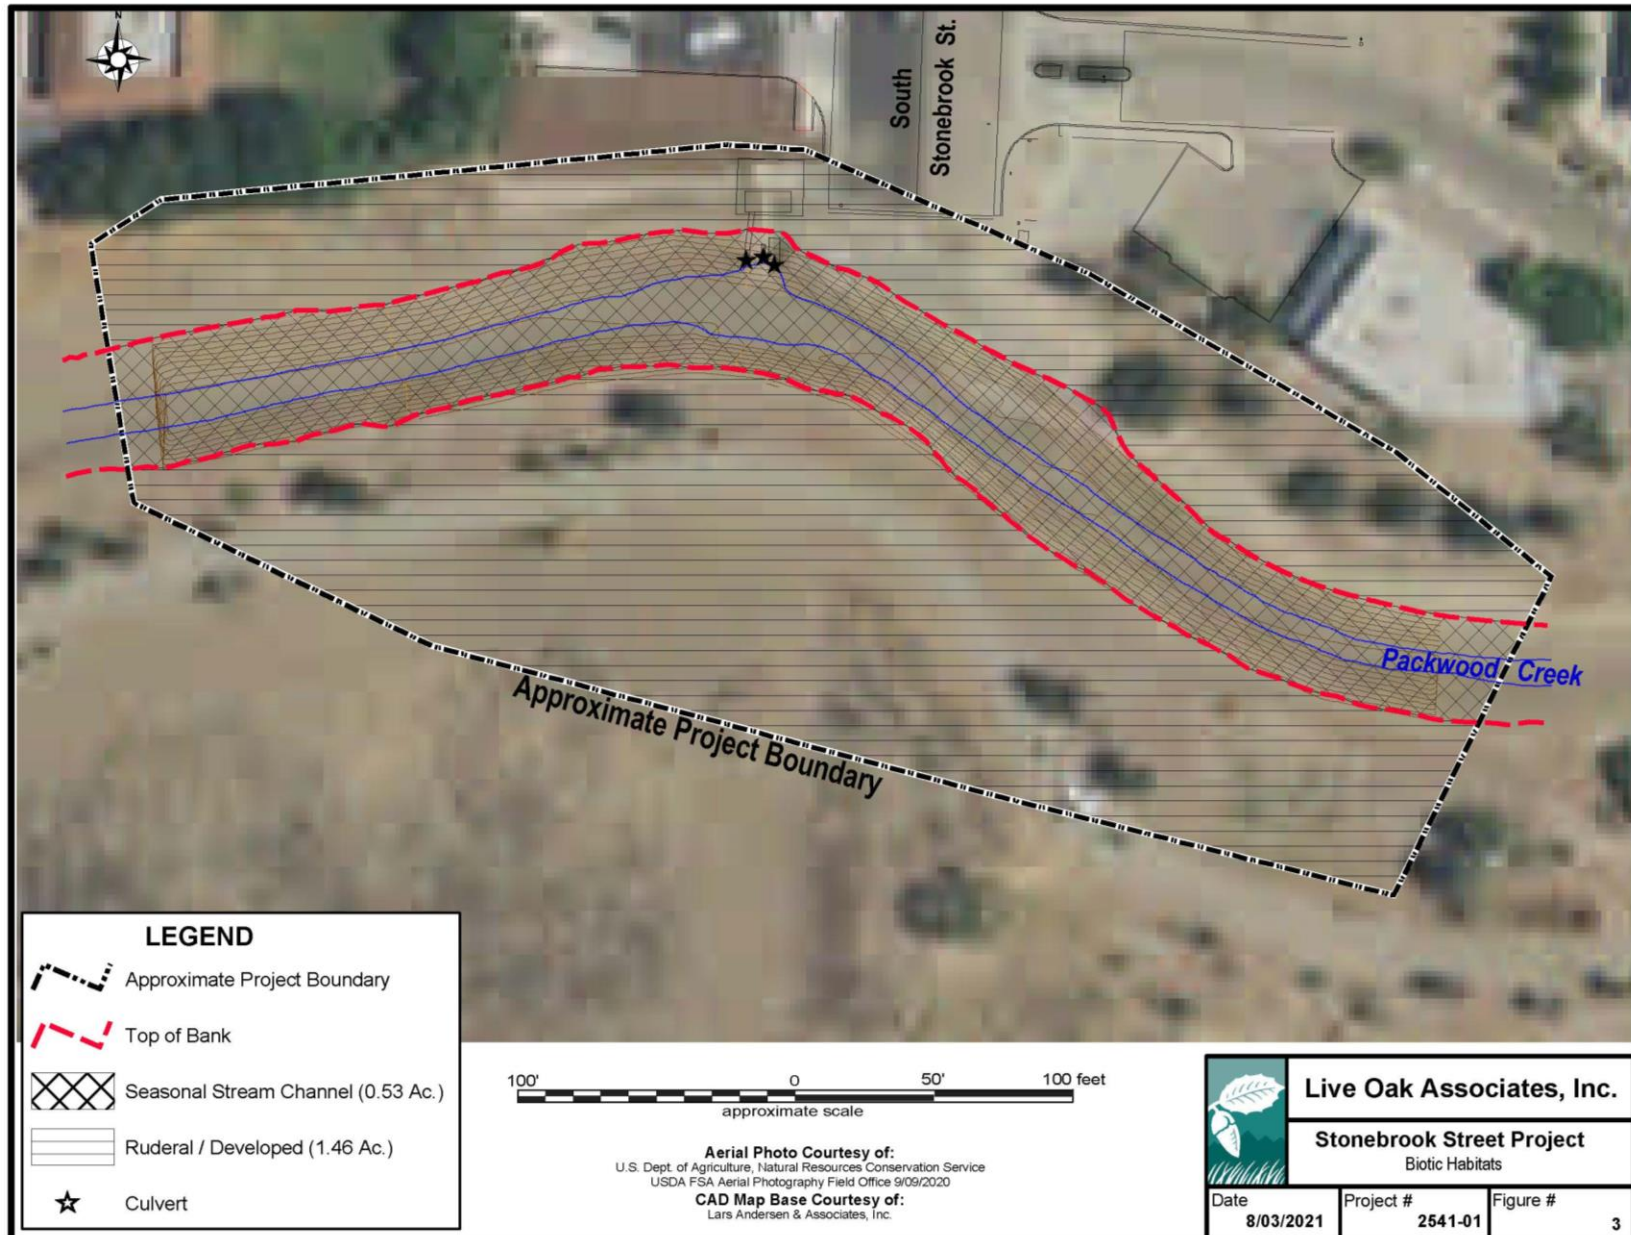 N
South
Stonebrook St.
Packwood Creek
Approximate Project Boundary
LEGEND
Approximate Project Boundary
Top of Bank
Seasonal Stream Channel (0.53 Ac.)
Ruderal / Developed (1.46 Ac.)
Culvert
100' 0 50' 100 feet
approximate scale
Aerial Photo Courtesy of:
U.S. Dept. of Agriculture, Natural Resources Conservation Service
USDA FSA Aerial Photography Field Office 9/09/2020
CAD Map Base Courtesy of:
Lars Andersen & Associates, Inc.
Live Oak Associates, Inc.
Stonebrook Street Project
Biotic Habitats
Date Project # Figure #
8/03/2021 2541-01 3